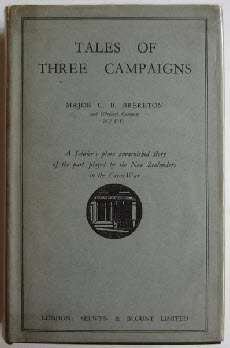 TALES OF
THREE CAMPAIGNS
MAJOR C. B. BRERETON
N.Z.E.F.
A Soldier's plain unvarnished story
of the part played by the New Zealanders
in the Great War
LONDON: SELWYN & BLOUNT LIMITED